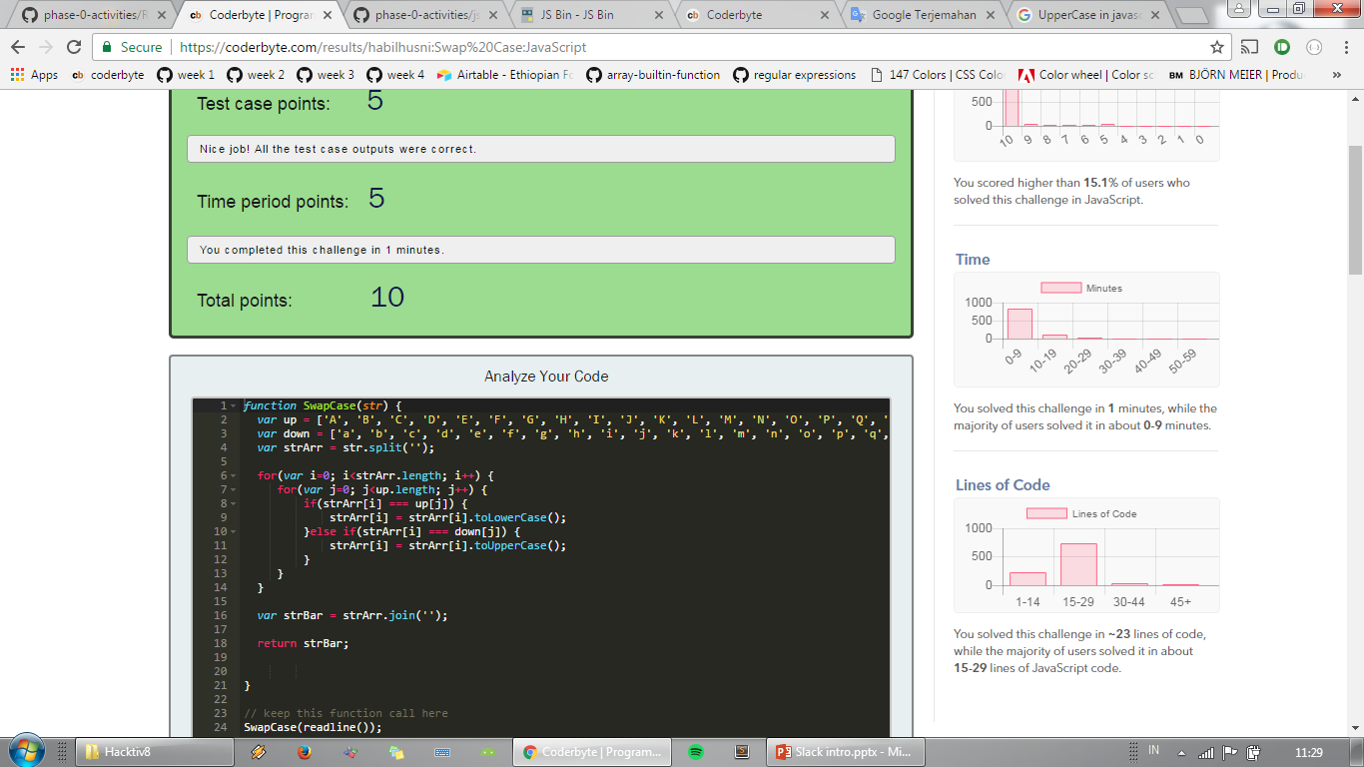 phase-0-activities/R
Coderbyte | Program
phase-0-activities/js
JS Bin - JS Bin
Coderbyte
Google Terjemahan
UpperCase in javasc
Secure
https://coderbyte.com/results/habilhusni:Swap%20Case:JavaScript
Apps
coderbyte
week 1
week 2
week 3
week 4
Airtable - Ethiopian Fo
array-builtin-function
regular expressions
147 Colors | CSS Colo
Color wheel | Color sc
BM BJÖRN MEIER | Produ
»
Test case points: 5
Nice job! All the test case outputs were correct.
Time period points: 5
You completed this challenge in 1 minutes.
Total points: 10
Analyze Your Code
1 function SwapCase(str) {
2 var up = ['A', 'B', 'C', 'D', 'E', 'F', 'G', 'H', 'I', 'J', 'K', 'L', 'M', 'N', 'O', 'P', 'Q', '
3 var down = ['a', 'b', 'c', 'd', 'e', 'f', 'g', 'h', 'i', 'j', 'k', 'l', 'm', 'n', 'o', 'p', 'q',
4 var strArr = str.split('');
5
6 for(var i=0; i<strArr.length; i++) {
7 for(var j=0; j<up.length; j++) {
8 if(strArr[i] === up[j]) {
9 strArr[i] = strArr[i].toLowerCase();
10 }else if(strArr[i] === down[j]) {
11 strArr[i] = strArr[i].toUpperCase();
12 }
13 }
14 }
15
16 var strBar = strArr.join('');
17
18 return strBar;
19
20
21 }
22
23 // keep this function call here
24 SwapCase(readline());
500
0
10 9 8 7 6 5 4 3 2 1 0
You scored higher than 15.1% of users who
solved this challenge in JavaScript.
Time
Minutes
1000
500
0
0-9 10-19 20-29 30-39 40-49 50-59
You solved this challenge in 1 minutes, while the
majority of users solved it in about 0-9 minutes.
Lines of Code
Lines of Code
1000
500
0
1-14 15-29 30-44 45+
You solved this challenge in ~23 lines of code,
while the majority of users solved it in about
15-29 lines of JavaScript code.
Hacktiv8
Coderbyte | Program...
Slack intro.pptx - Mi...
IN
11:29